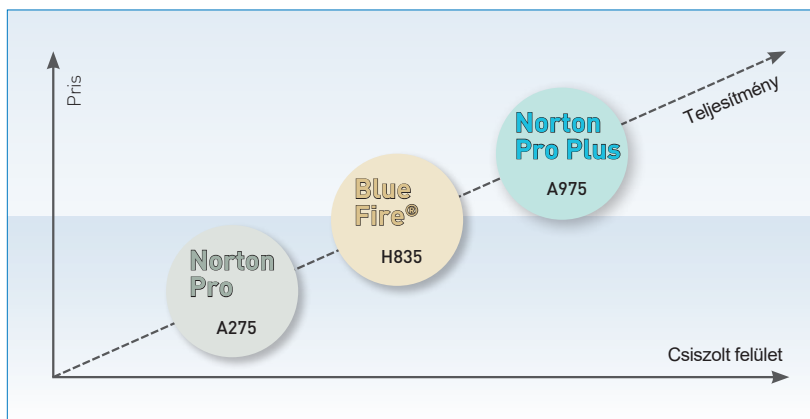 Pris
Teljesítmény
Norton
Pro Plus
A975
Blue
Fire®
H835
Norton
Pro
A275
Csiszolt felület